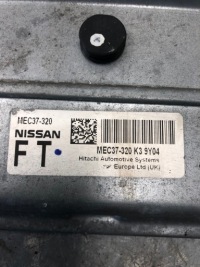 MEC37-320
NISSAN
FT
MEC37-320 K3 9Y04
Hitachi Automotive Systems
Europe Ltd (UK)